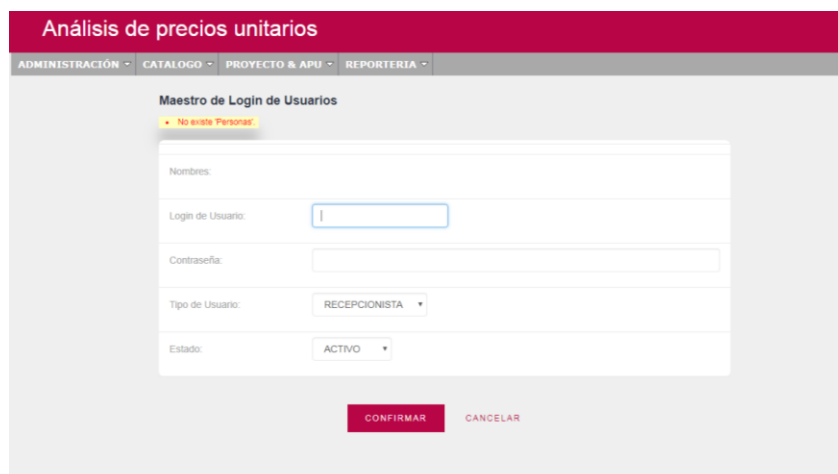 Análisis de precios unitarios
ADMINISTRACIÓN CATALOGO PROYECTO & APU REPORTERIA
Maestro de Login de Usuarios
No existe 'Personas'.
Nombres:
Login de Usuario:
Contraseña:
Tipo de Usuario: RECEPCIONISTA
Estado: ACTIVO
CONFIRMAR CANCELAR